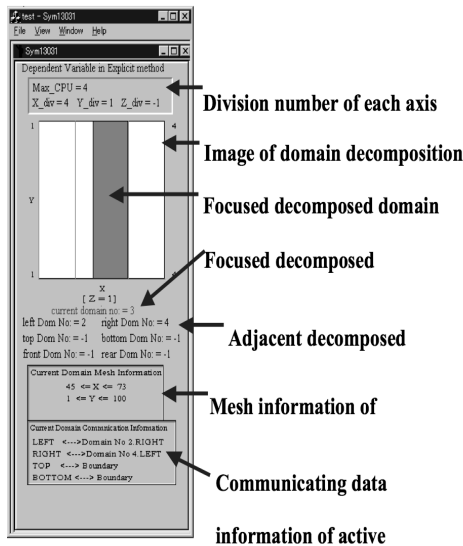 test - Sym13031
File View Window Help
Sym13031
Dependent Variable in Explicit method
Max_CPU = 4
X_div = 4 Y_div = 1 Z_div = -1
Division number of each axis
1 4
Image of domain decomposition
Y
Focused decomposed domain
1 4
X
[ Z = 1]
Focused decomposed
current domain no: = 3
left Dom No: = 2 right Dom No: = 4
top Dom No: = -1 bottom Dom No: = -1
front Dom No: = -1 rear Dom No: = -1
Adjacent decomposed
Current Domain Mesh Information
45 <= X <= 73
1 <= Y <= 100
Mesh information of
Current Domain Communication Information
LEFT <--->Domain No 2.RIGHT
RIGHT <--->Domain No 4.LEFT
TOP <---> Boundary
BOTTOM <---> Boundary
Communicating data
information of active